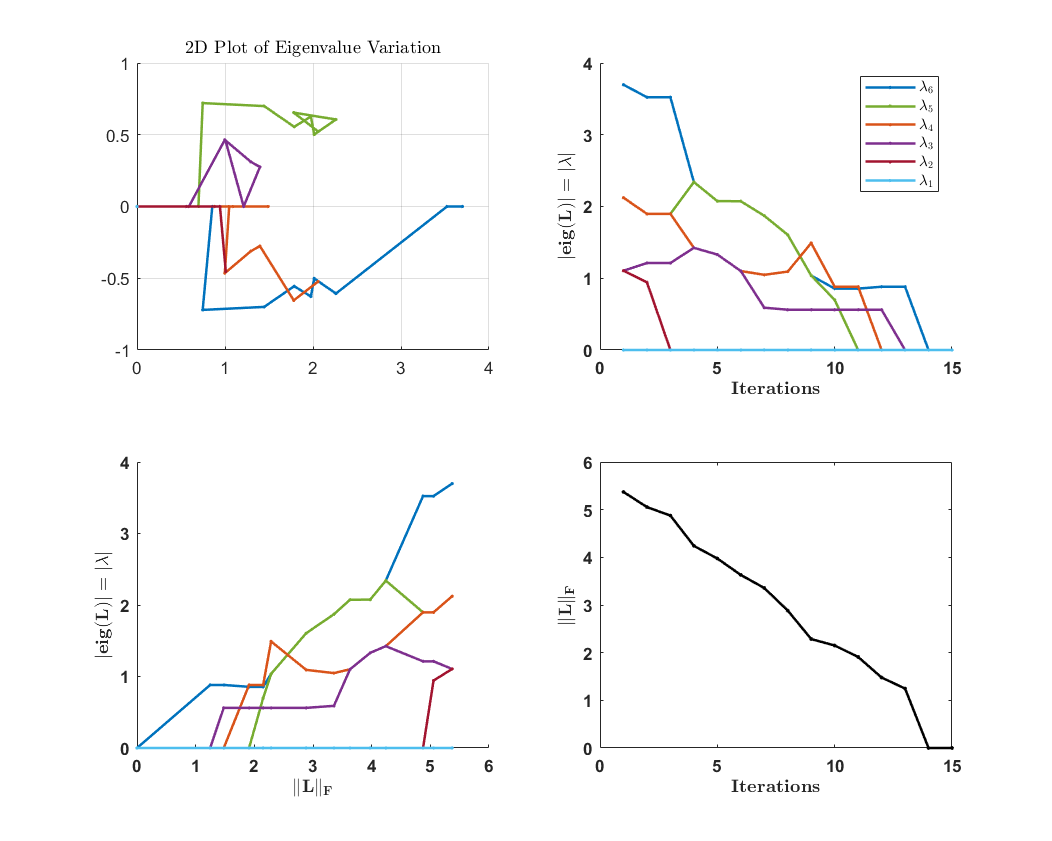 2D Plot of Eigenvalue Variation
1
0.5
0
-0.5
-1
0 1 2 3 4
4
3
2
1
0
|eig(L)| = |λ|
0 5 10 15
Iterations
λ₆
λ₅
λ₄
λ₃
λ₂
λ₁
4
3
2
1
0
|eig(L)| = |λ|
0 1 2 3 4 5 6
‖L‖F
6
5
4
3
2
1
0
‖L‖F
0 5 10 15
Iterations